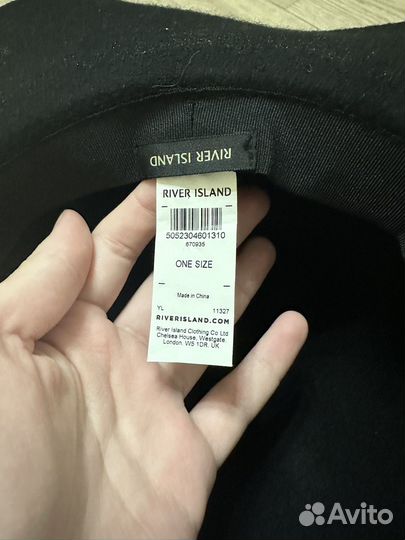 RIVER ISLAND
RIVER ISLAND
5052304601310
670935
ONE SIZE
Made in China
YL 11327
RIVERISLAND.COM
River Island Clothing Co Ltd
Chelsea House, Westgate,
London, W5 1DR. UK
Avito